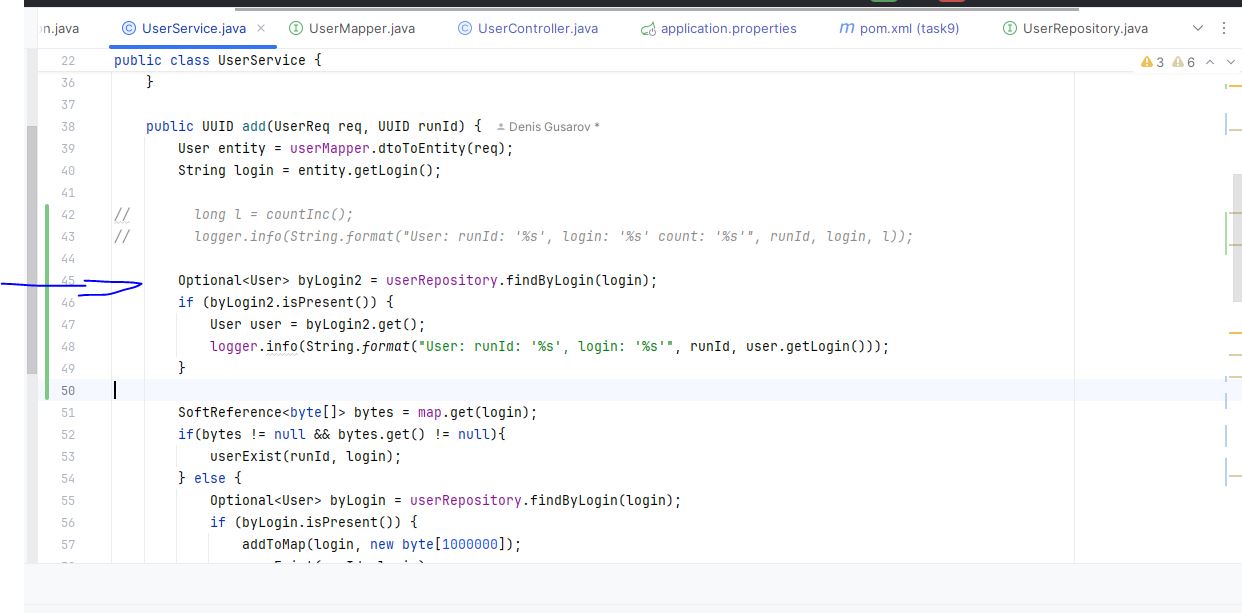 n.java UserService.java × UserMapper.java UserController.java application.properties pom.xml (task9) UserRepository.java
22 public class UserService { 3 6
36 }
37
38 public UUID add(UserReq req, UUID runId) { Denis Gusarov *
39 User entity = userMapper.dtoToEntity(req);
40 String login = entity.getLogin();
41
42 // long l = countInc();
43 // logger.info(String.format("User: runId: '%s', login: '%s' count: '%s'", runId, login, l));
44
45 Optional<User> byLogin2 = userRepository.findByLogin(login);
46 if (byLogin2.isPresent()) {
47 User user = byLogin2.get();
48 logger.info(String.format("User: runId: '%s', login: '%s'", runId, user.getLogin()));
49 }
50
51 SoftReference<byte[]> bytes = map.get(login);
52 if(bytes != null && bytes.get() != null){
53 userExist(runId, login);
54 } else {
55 Optional<User> byLogin = userRepository.findByLogin(login);
56 if (byLogin.isPresent()) {
57 addToMap(login, new byte[1000000]);